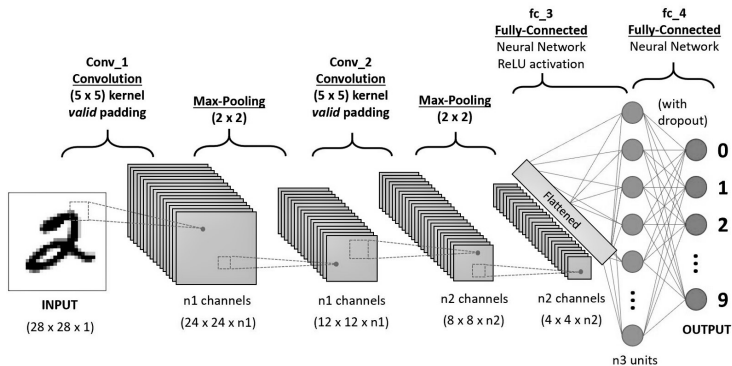 fc_3
Fully-Connected
Neural Network
ReLU activation
fc_4
Fully-Connected
Neural Network
Conv_1
Convolution
(5 x 5) kernel
valid padding
Max-Pooling
(2 x 2)
Conv_2
Convolution
(5 x 5) kernel
valid padding
Max-Pooling
(2 x 2)
(with
dropout)
Flattened
0
1
2
9
INPUT
(28 x 28 x 1)
n1 channels
(24 x 24 x n1)
n1 channels
(12 x 12 x n1)
n2 channels
(8 x 8 x n2)
n2 channels
(4 x 4 x n2)
OUTPUT
n3 units
2